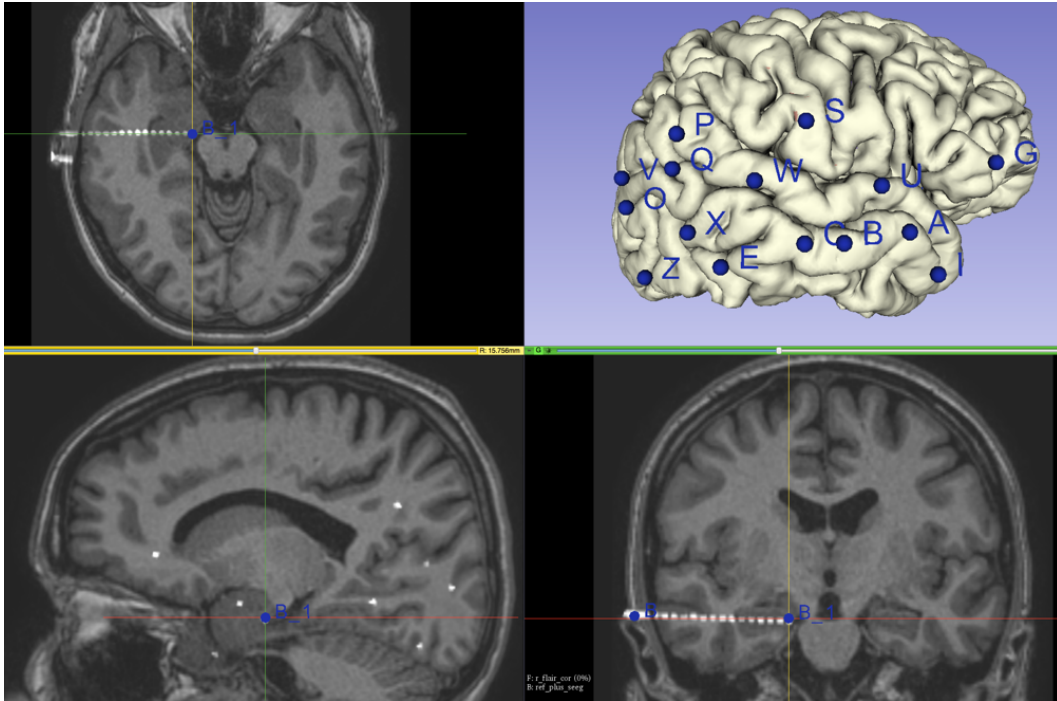 B_1
S
P
G
V
Q
W
U
O
X
C
B
A
Z
E
I
R: 15.756mm
G
B_1
B
B_1
F: r_flair_cor (0%)
B: ref_plus_seeg